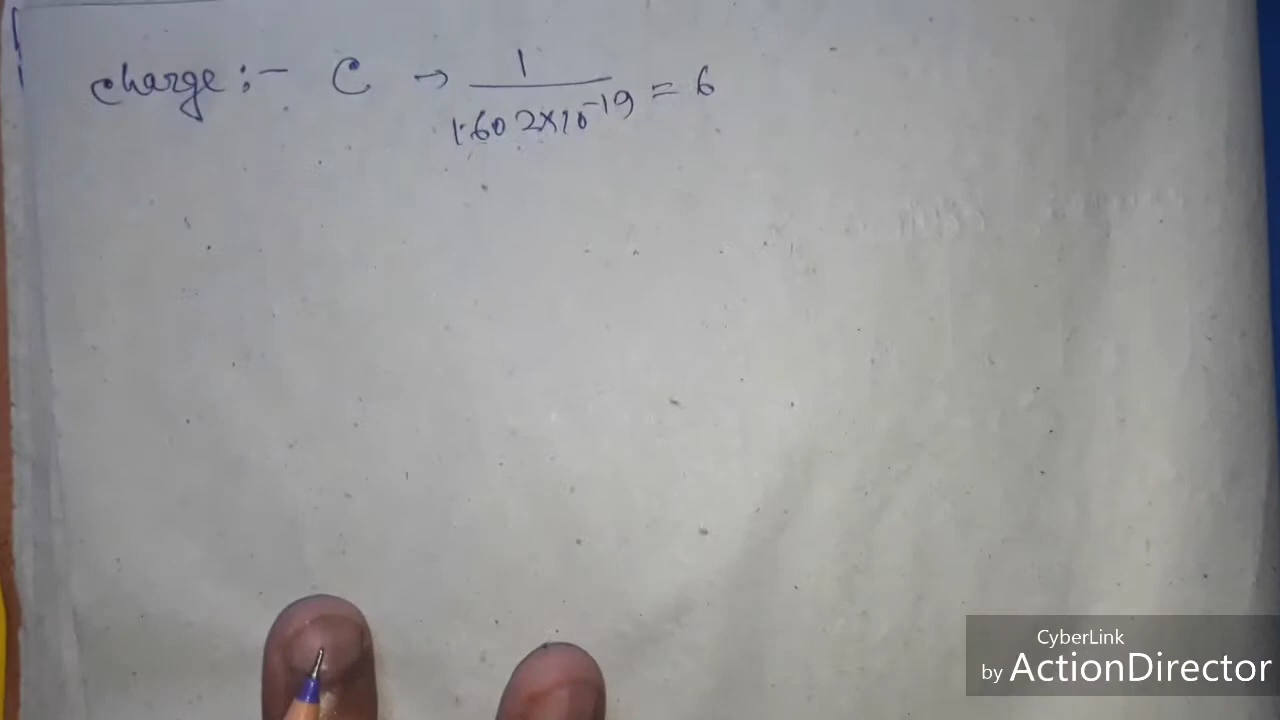 Charge :- C → 1/1.602×10⁻¹⁹ = 6
CyberLink
by ActionDirector